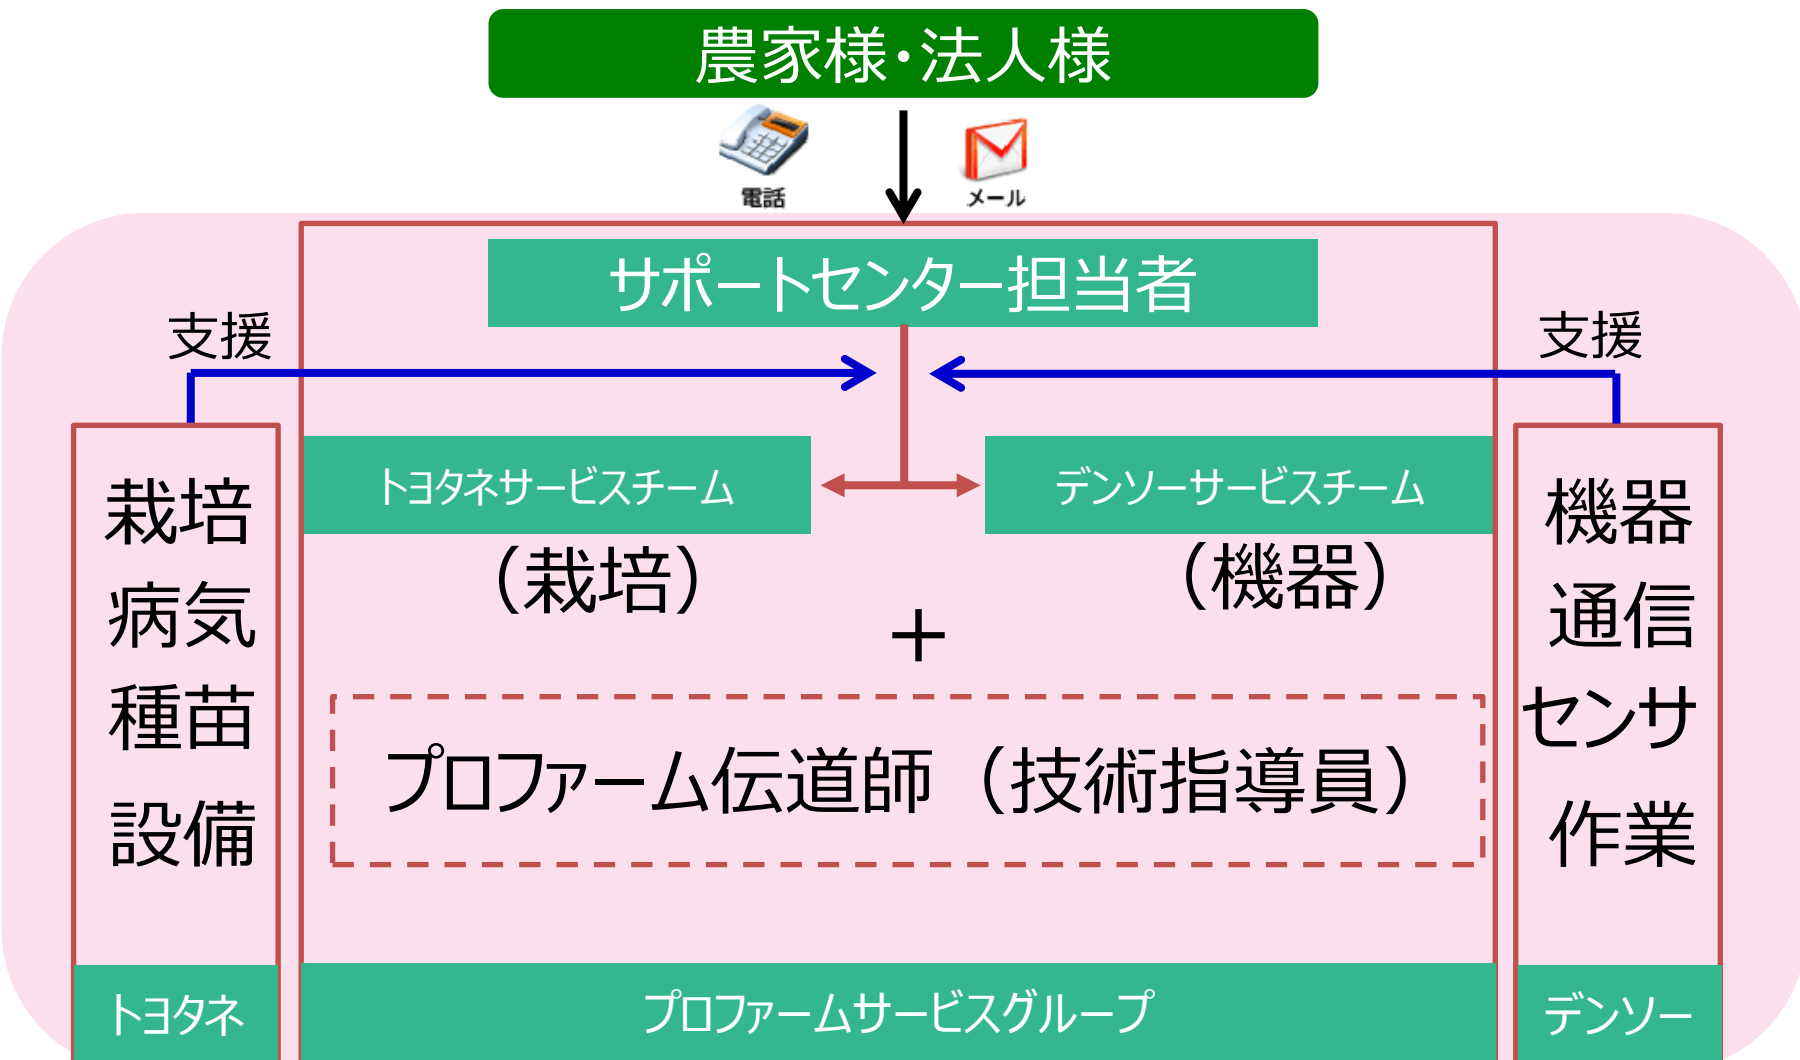 農家様・法人様
電話
メール
サポートセンター担当者
支援
支援
トヨタネサービスチーム
デンソーサービスチーム
（栽培）
（機器）
＋
プロファーム伝道師（技術指導員）
栽培
病気
種苗
設備
機器
通信
センサ
作業
トヨタネ
プロファームサービスグループ
デンソー